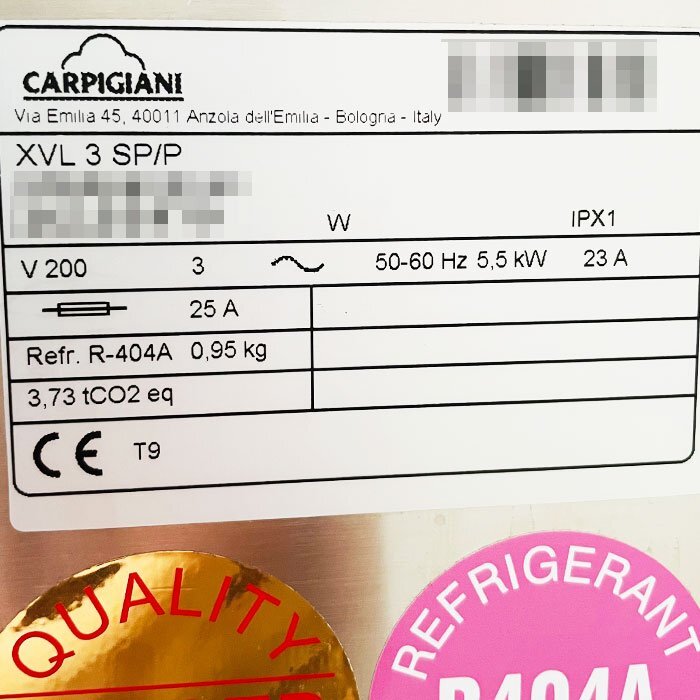 CARPIGIANI
Via Emilia 45, 40011 Anzola dell'Emilia - Bologna - Italy
XVL 3 SP/P
W IPX1
V 200 3 50-60 Hz 5,5 kW 23 A
25 A
Refr. R-404A 0,95 kg
3,73 tCO2 eq
CE T9
QUALITY
REFRIGERANT
R404A